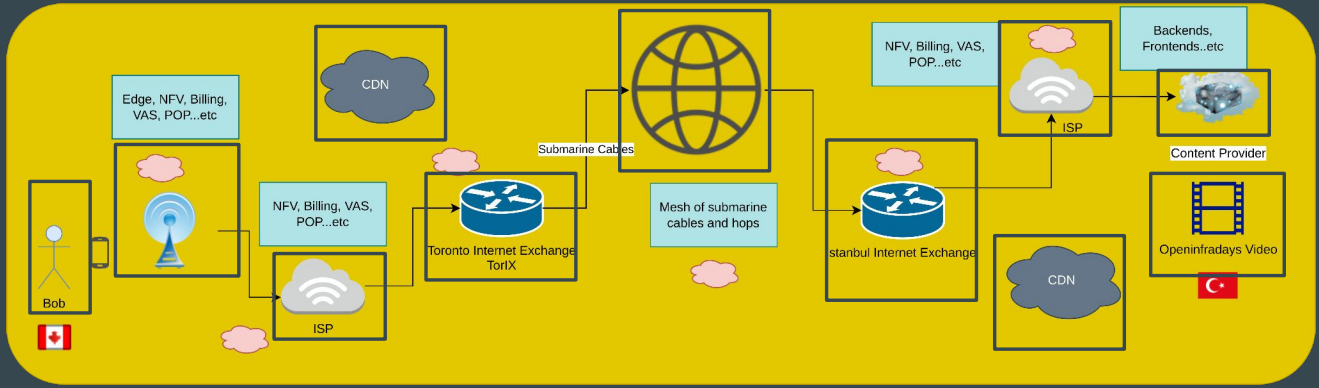 Edge, NFV, Billing,
VAS, POP...etc
Bob
NFV, Billing, VAS,
POP...etc
ISP
CDN
Toronto Internet Exchange
TorIX
Submarine Cables
Mesh of submarine
cables and hops
stanbul Internet Exchange
NFV, Billing, VAS,
POP...etc
ISP
CDN
Backends,
Frontends..etc
Content Provider
Openinfradays Video